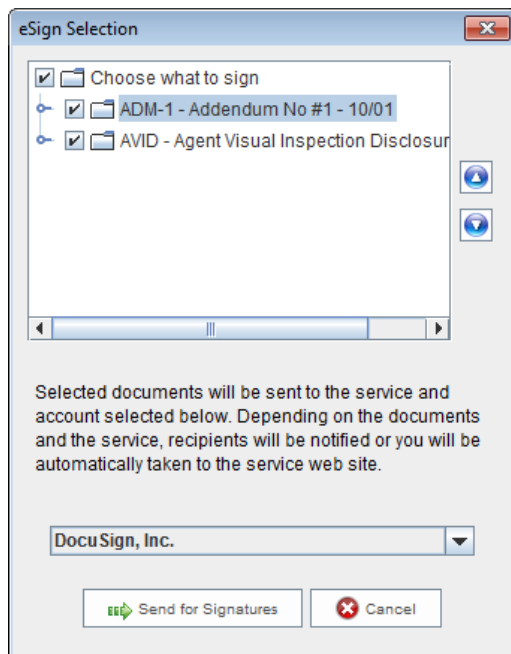 eSign Selection
Choose what to sign
ADM-1 - Addendum No #1 - 10/01
AVID - Agent Visual Inspection Disclosur
Selected documents will be sent to the service and
account selected below. Depending on the documents
and the service, recipients will be notified or you will be
automatically taken to the service web site.
DocuSign, Inc.
Send for Signatures
Cancel